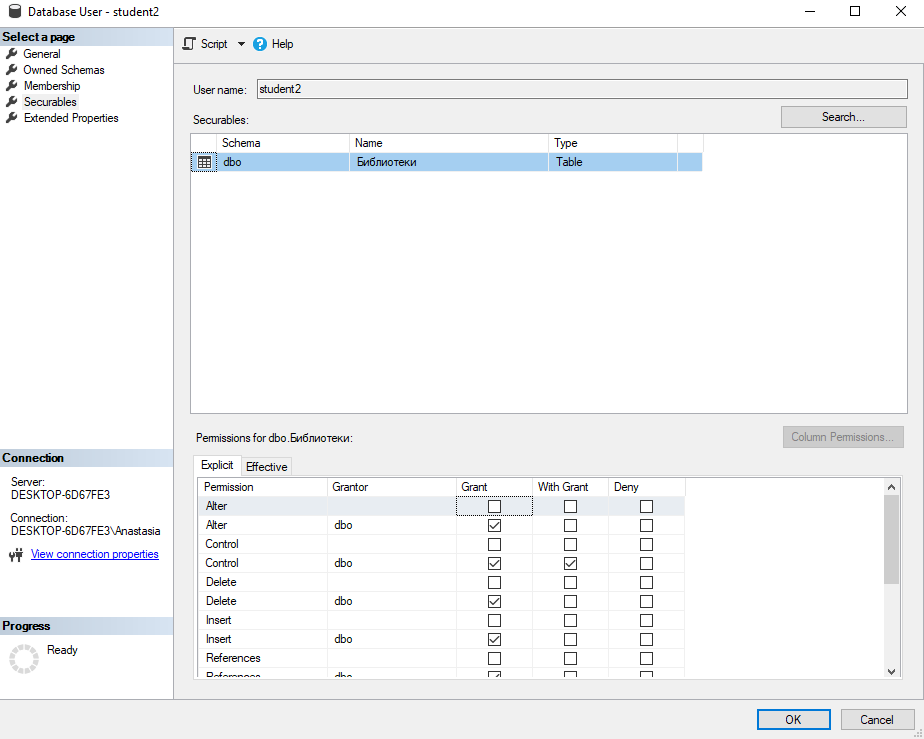 Database User - student2
Select a page
General
Owned Schemas
Membership
Securables
Extended Properties
Connection
Server:
DESKTOP-6D67FE3
Connection:
DESKTOP-6D67FE3\Anastasia
View connection properties
Progress
Ready
Script Help
User name: student2
Securables: Search...
Schema Name Type
dbo Библиотеки Table
Permissions for dbo.Библиотеки: Column Permissions...
Explicit Effective
Permission Grantor Grant With Grant Deny
Alter
Alter dbo
Control
Control dbo
Delete
Delete dbo
Insert
Insert dbo
References
References dbo
OK Cancel